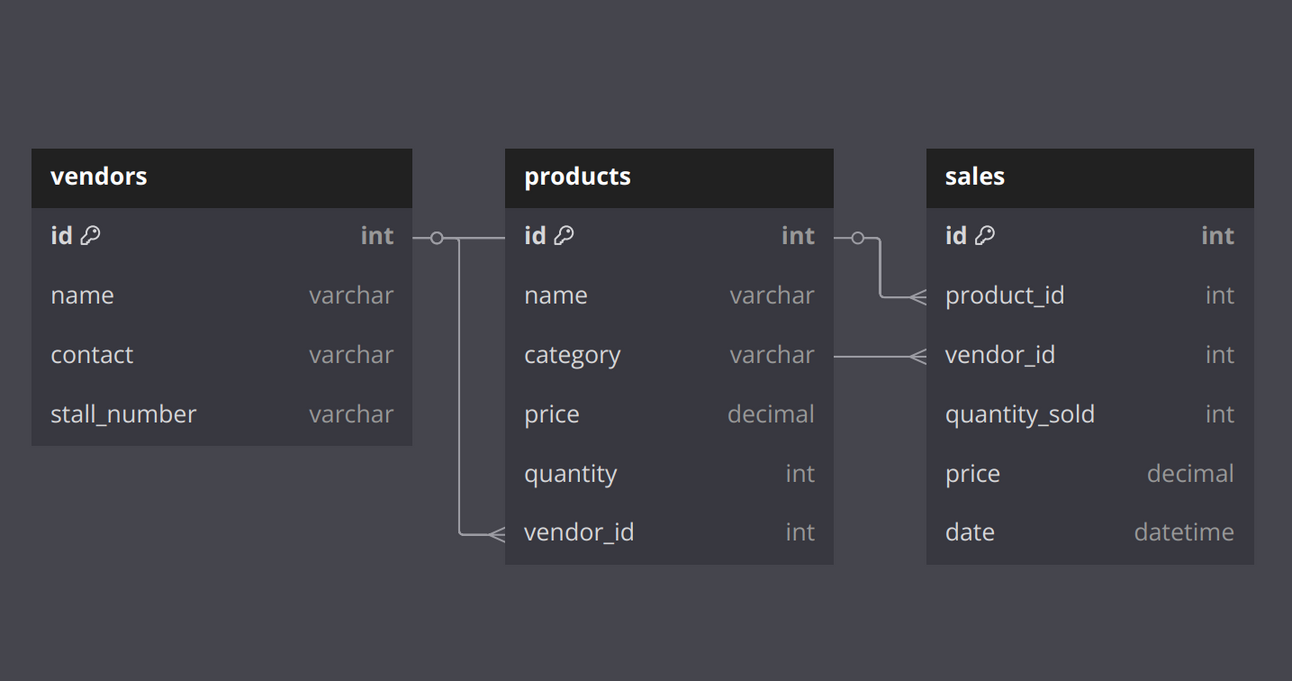 vendors
id int
name varchar
contact varchar
stall_number varchar
products
id int
name varchar
category varchar
price decimal
quantity int
vendor_id int
sales
id int
product_id int
vendor_id int
quantity_sold int
price decimal
date datetime